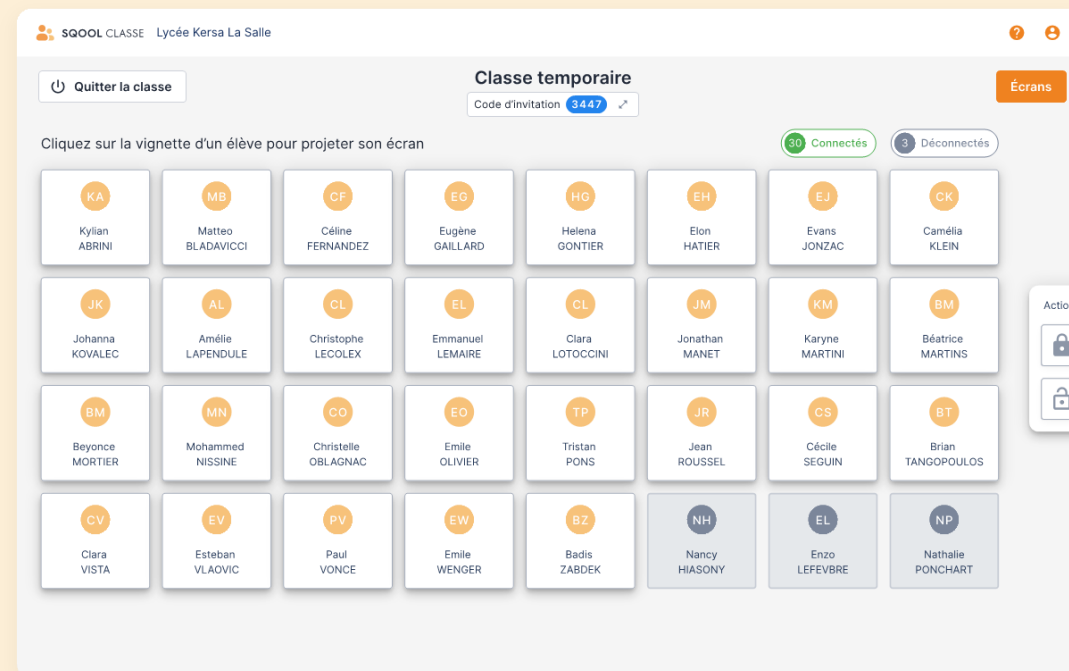 SQOOL CLASSE Lycée Kersa La Salle ?
Quitter la classe
Classe temporaire
Code d'invitation 3447
Écrans
Cliquez sur la vignette d'un élève pour projeter son écran
30 Connectés
3 Déconnectés
KA MB CF EG HG EH EJ CK
Kylian Matteo Céline Eugène Helena Elon Evans Camélia
ABRINI BLADAVICCI FERNANDEZ GAILLARD GONTIER HATIER JONZAC KLEIN
JK AL CL EL CL JM KM BM
Johanna Amélie Christophe Emmanuel Clara Jonathan Karyne Béatrice
KOVALEC LAPENDULE LECOLEX LEMAIRE LOTOCCINI MANET MARTINI MARTINS
Actio
BM MN CO EO TP JR CS BT
Beyonce Mohammed Christelle Emile Tristan Jean Cécile Brian
MORTIER NISSINE OBLAGNAC OLIVIER PONS ROUSSEL SEGUIN TANGOPOULOS
CV EV PV EW BZ NH EL NP
Clara Esteban Paul Emile Badis Nancy Enzo Nathalie
VISTA VLAOVIC VONCE WENGER ZABDEK HIASONY LEFEVBRE PONCHART